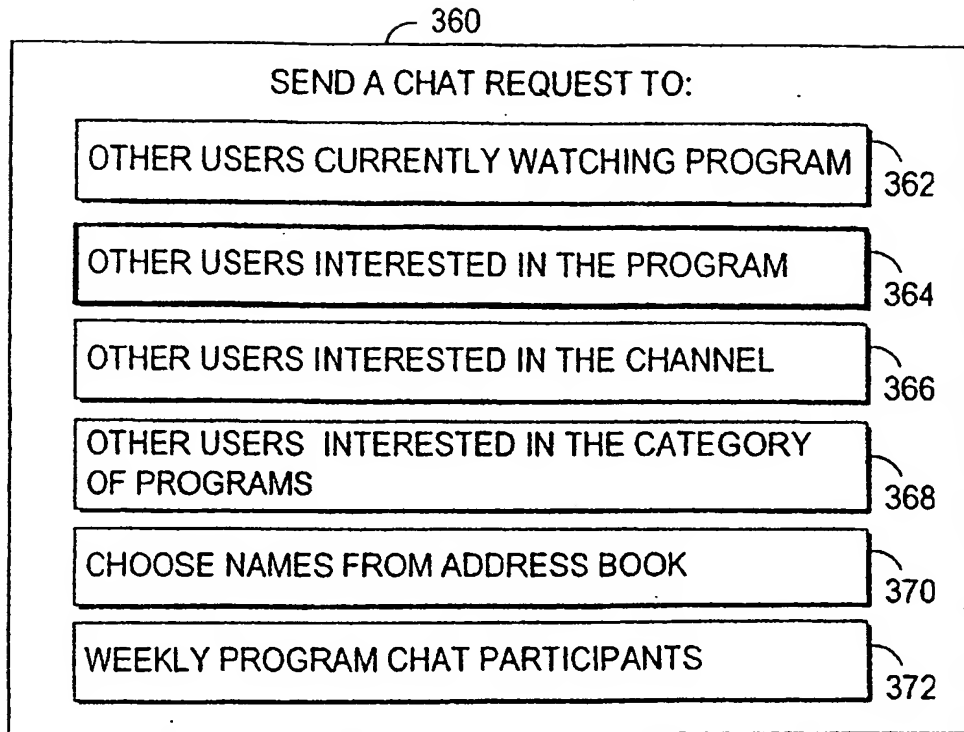 360
SEND A CHAT REQUEST TO:
OTHER USERS CURRENTLY WATCHING PROGRAM
362
OTHER USERS INTERESTED IN THE PROGRAM
364
OTHER USERS INTERESTED IN THE CHANNEL
366
OTHER USERS INTERESTED IN THE CATEGORY
OF PROGRAMS
368
CHOOSE NAMES FROM ADDRESS BOOK
370
WEEKLY PROGRAM CHAT PARTICIPANTS
372